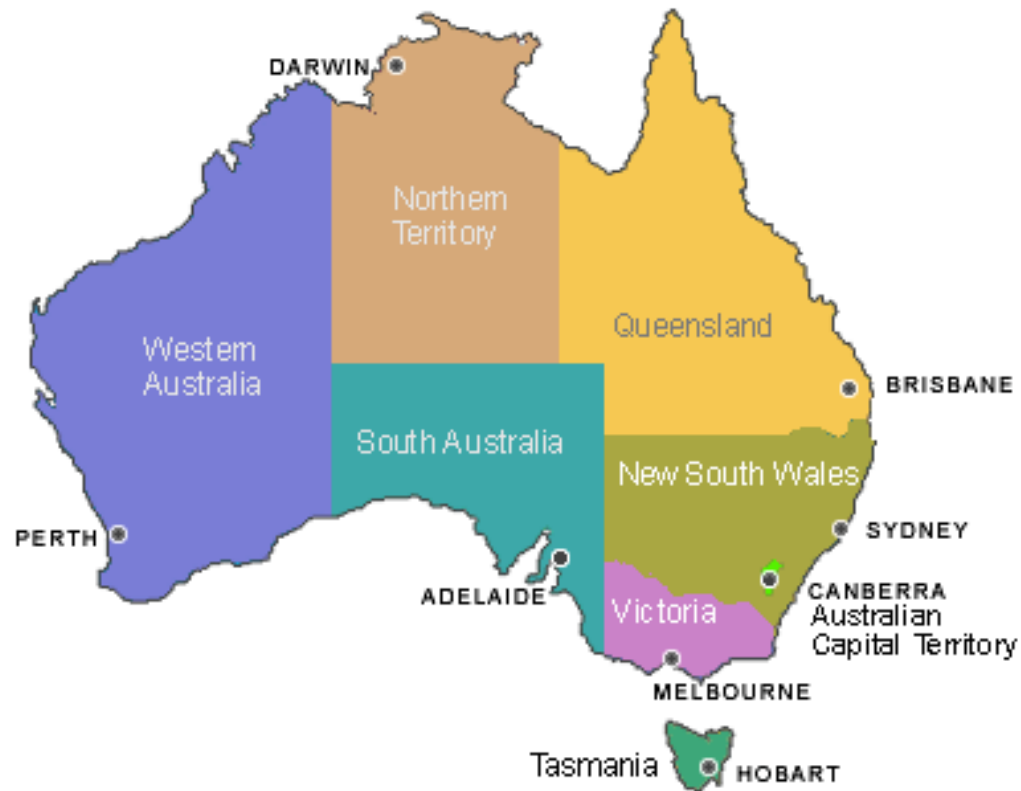 DARWIN
Northern
Territory
Queensland
Western
Australia
BRISBANE
South Australia
New South Wales
PERTH
SYDNEY
ADELAIDE
CANBERRA
Australian
Capital Territory
Victoria
MELBOURNE
Tasmania
HOBART